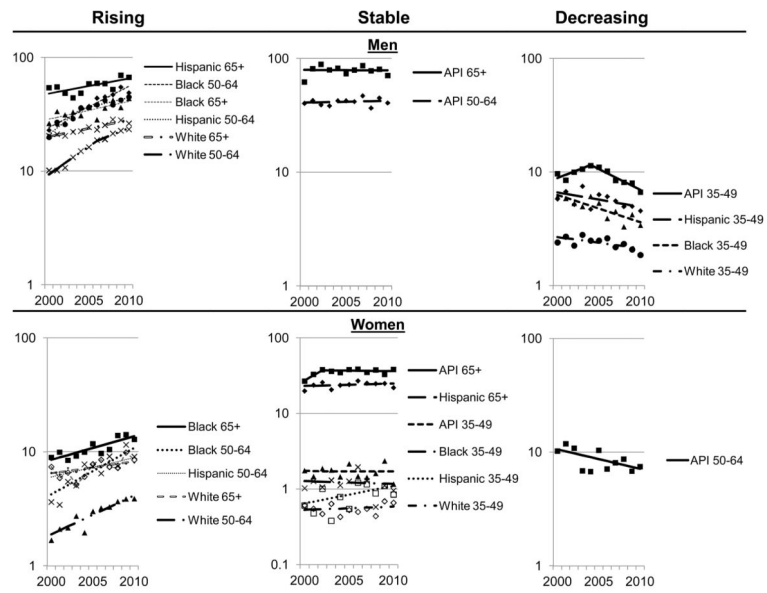 Rising Stable Decreasing
Men
100
10
1
2000 2005 2010
Hispanic 65+
Black 50-64
Black 65+
Hispanic 50-64
White 65+
White 50-64
100
10
1
2000 2005 2010
API 65+
API 50-64
100
10
1
2000 2005 2010
API 35-49
Hispanic 35-49
Black 35-49
White 35-49
Women
100
10
1
2000 2005 2010
Black 65+
Black 50-64
Hispanic 50-64
White 65+
White 50-64
100
10
1
0.1
2000 2005 2010
API 65+
Hispanic 65+
API 35-49
Black 35-49
Hispanic 35-49
White 35-49
100
10
1
2000 2005 2010
API 50-64